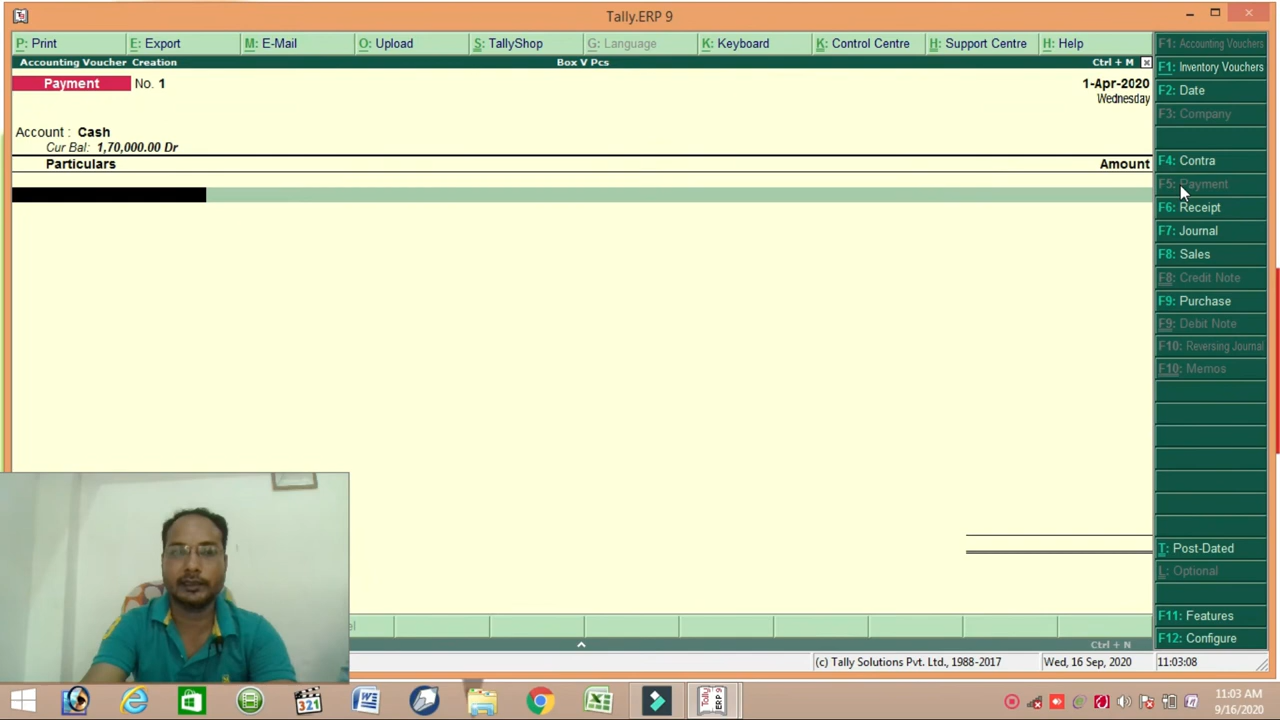 Tally.ERP 9
P: Print
E: Export
M: E-Mail
O: Upload
S: TallyShop
G: Language
K: Keyboard
K: Control Centre
H: Support Centre
H: Help
Accounting Voucher Creation
Box V Pcs
Ctrl + M
Payment
No. 1
1-Apr-2020
Wednesday
Account : Cash
Cur Bal: 1,70,000.00 Dr
Particulars
Amount
F1: Accounting Vouchers
F1: Inventory Vouchers
F2: Date
F3: Company
F4: Contra
F5: Payment
F6: Receipt
F7: Journal
F8: Sales
F8: Credit Note
F9: Purchase
F9: Debit Note
F10: Reversing Journal
F10: Memos
T: Post-Dated
L: Optional
F11: Features
F12: Configure
Ctrl + N
(c) Tally Solutions Pvt. Ltd., 1988-2017
Wed, 16 Sep, 2020
11:03:08
321
Tally
ERP 9
11:03 AM
9/16/2020